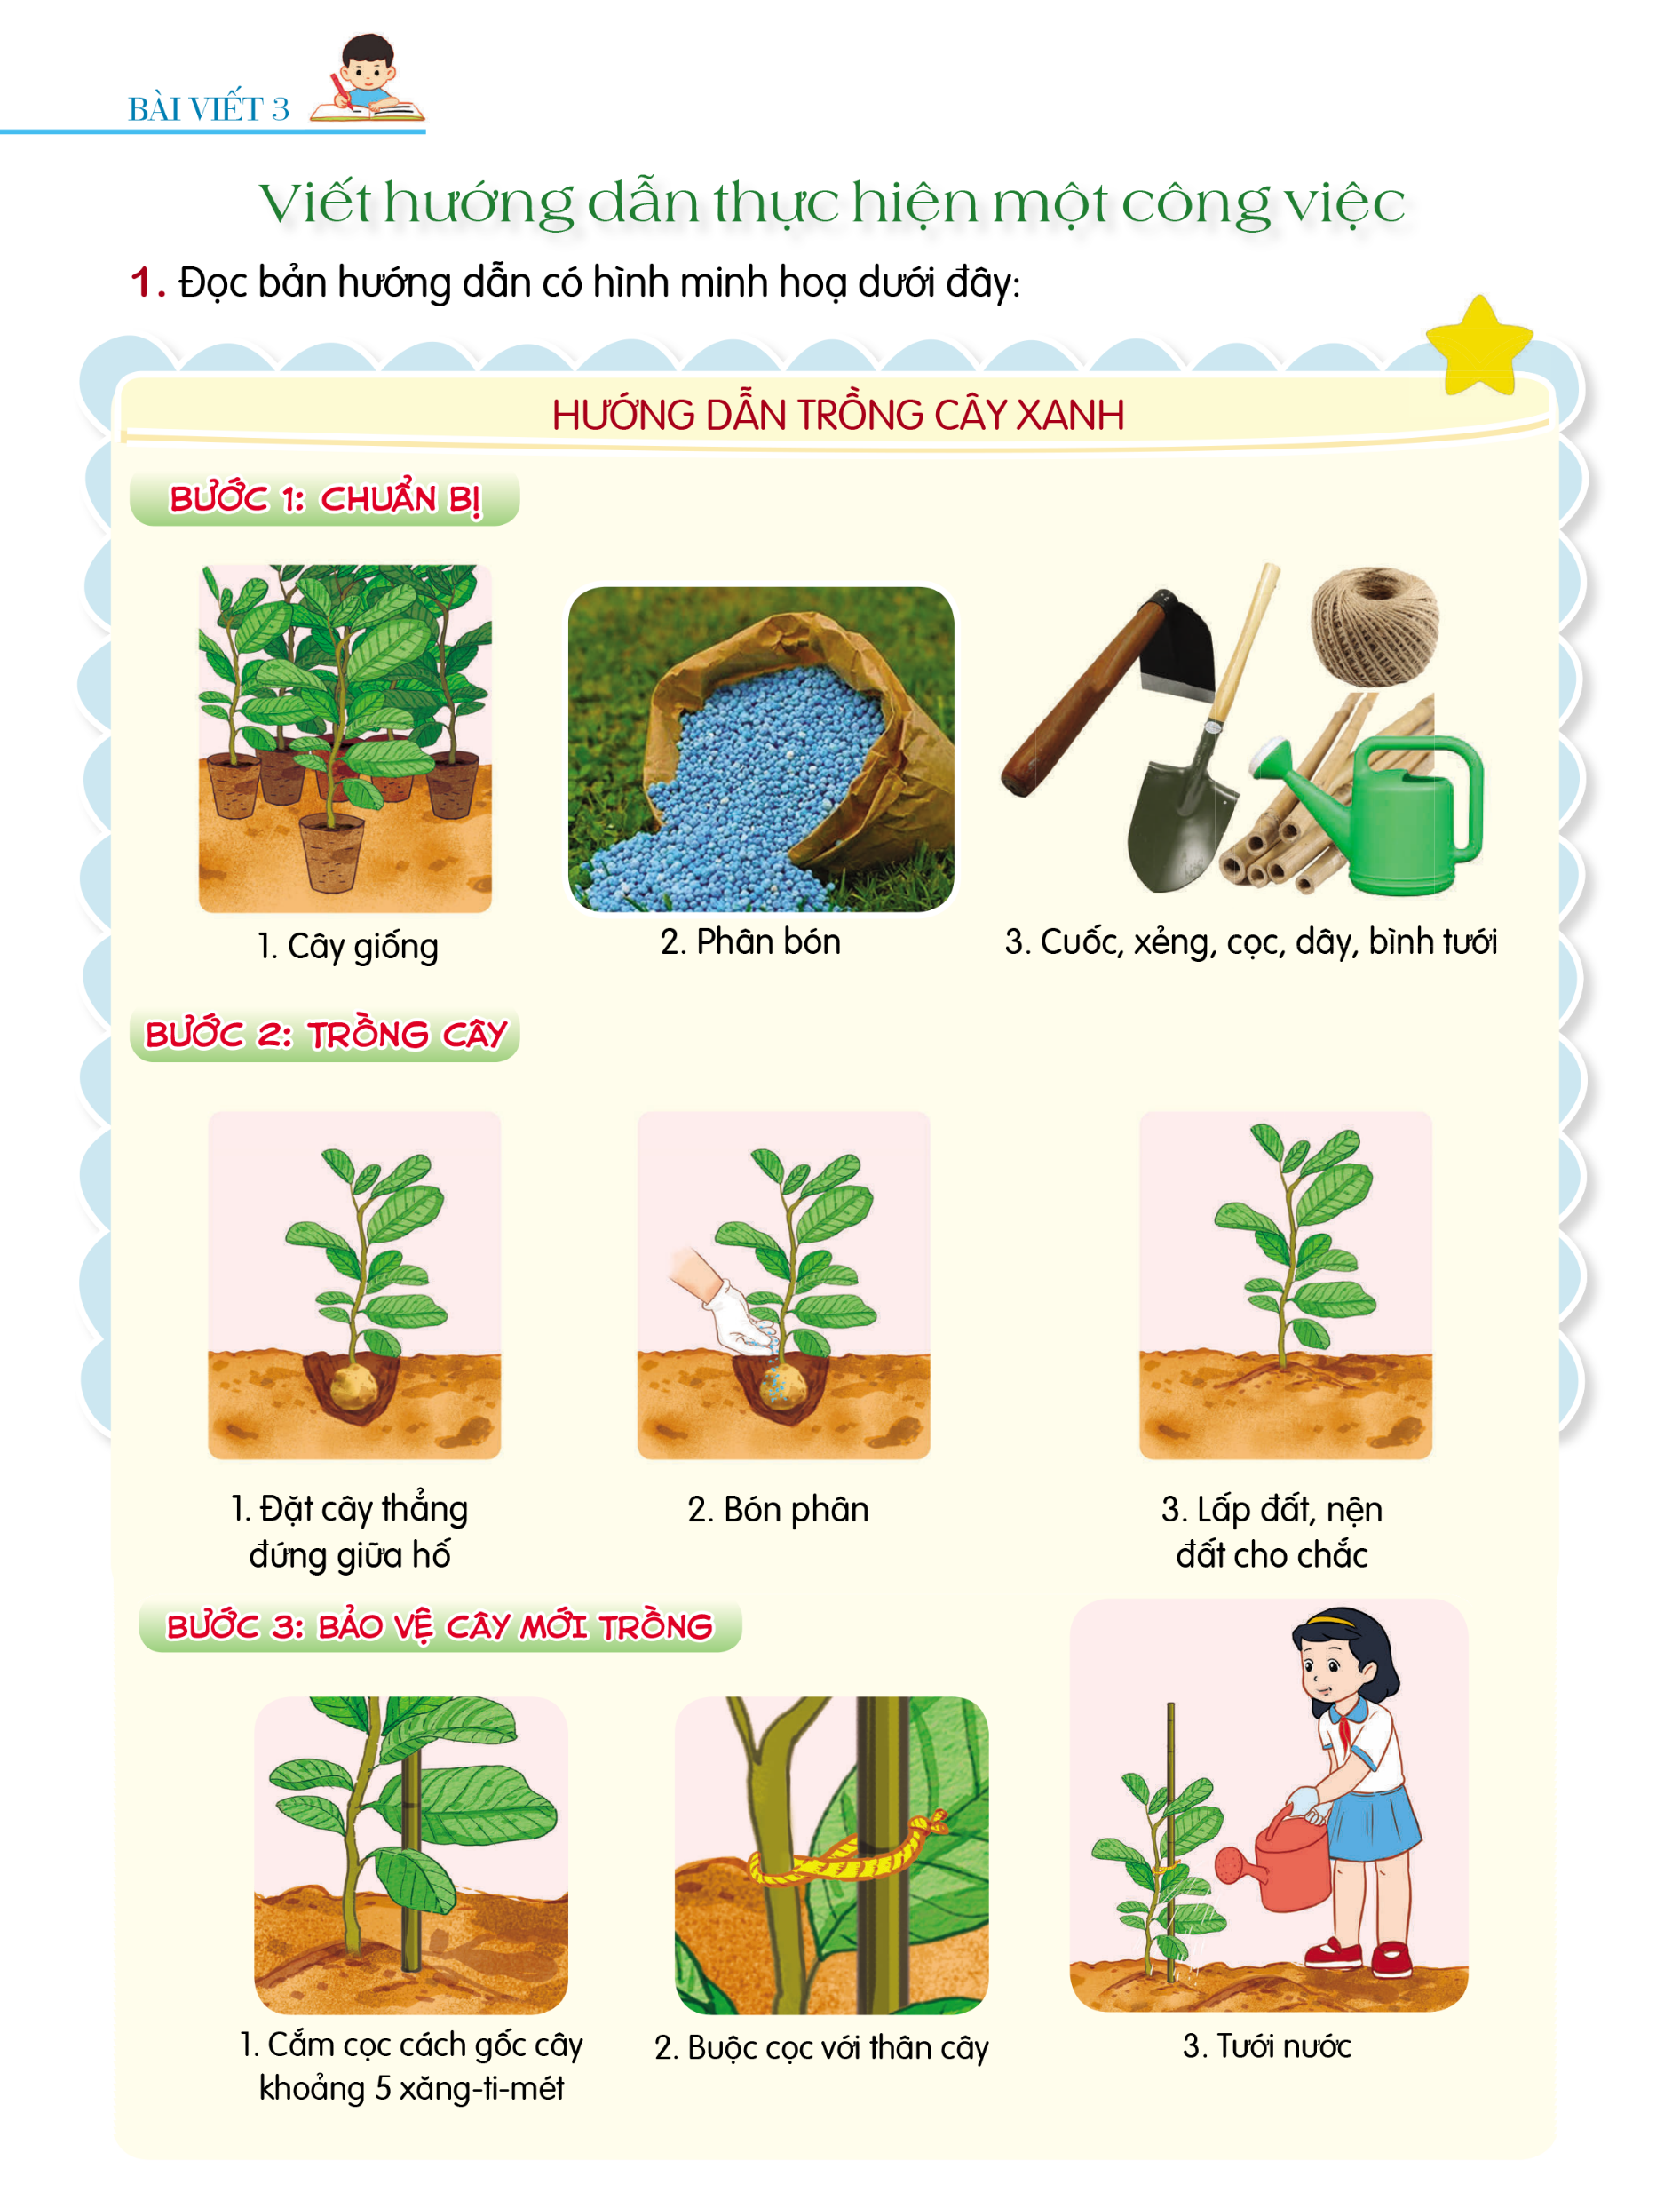 BÀI VIẾT 3
Viết hướng dẫn thực hiện một công việc
1. Đọc bản hướng dẫn có hình minh hoạ dưới đây:
HƯỚNG DẪN TRỒNG CÂY XANH
BƯỚC 1: CHUẨN BỊ
1. Cây giống
2. Phân bón
3. Cuốc, xẻng, cọc, dây, bình tưới
BƯỚC 2: TRỒNG CÂY
1. Đặt cây thẳng
đứng giữa hố
2. Bón phân
3. Lấp đất, nện
đất cho chắc
BƯỚC 3: BẢO VỆ CÂY MỚI TRỒNG
1. Cắm cọc cách gốc cây
khoảng 5 xăng-ti-mét
2. Buộc cọc với thân cây
3. Tưới nước